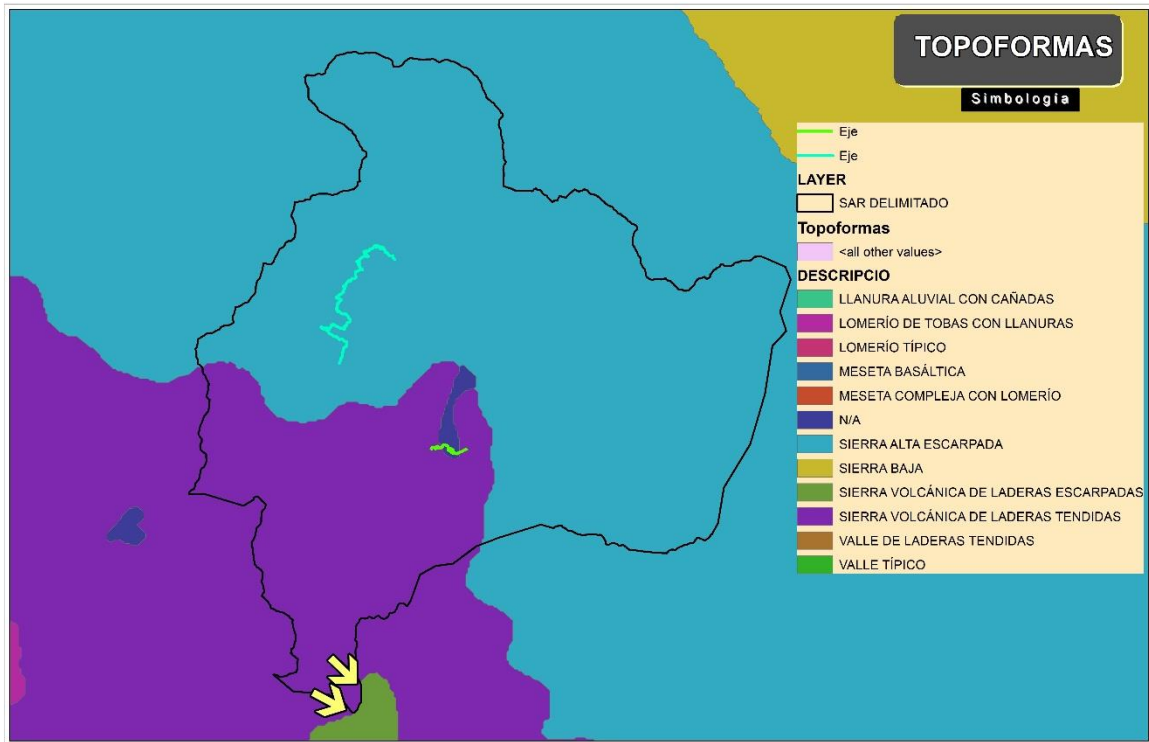 TOPOFORMAS
Simbología
Eje
Eje
LAYER
SAR DELIMITADO
Topoformas
<all other values>
DESCRIPCIO
LLANURA ALUVIAL CON CAÑADAS
LOMERÍO DE TOBAS CON LLANURAS
LOMERÍO TÍPICO
MESETA BASÁLTICA
MESETA COMPLEJA CON LOMERÍO
N/A
SIERRA ALTA ESCARPADA
SIERRA BAJA
SIERRA VOLCÁNICA DE LADERAS ESCARPADAS
SIERRA VOLCÁNICA DE LADERAS TENDIDAS
VALLE DE LADERAS TENDIDAS
VALLE TÍPICO